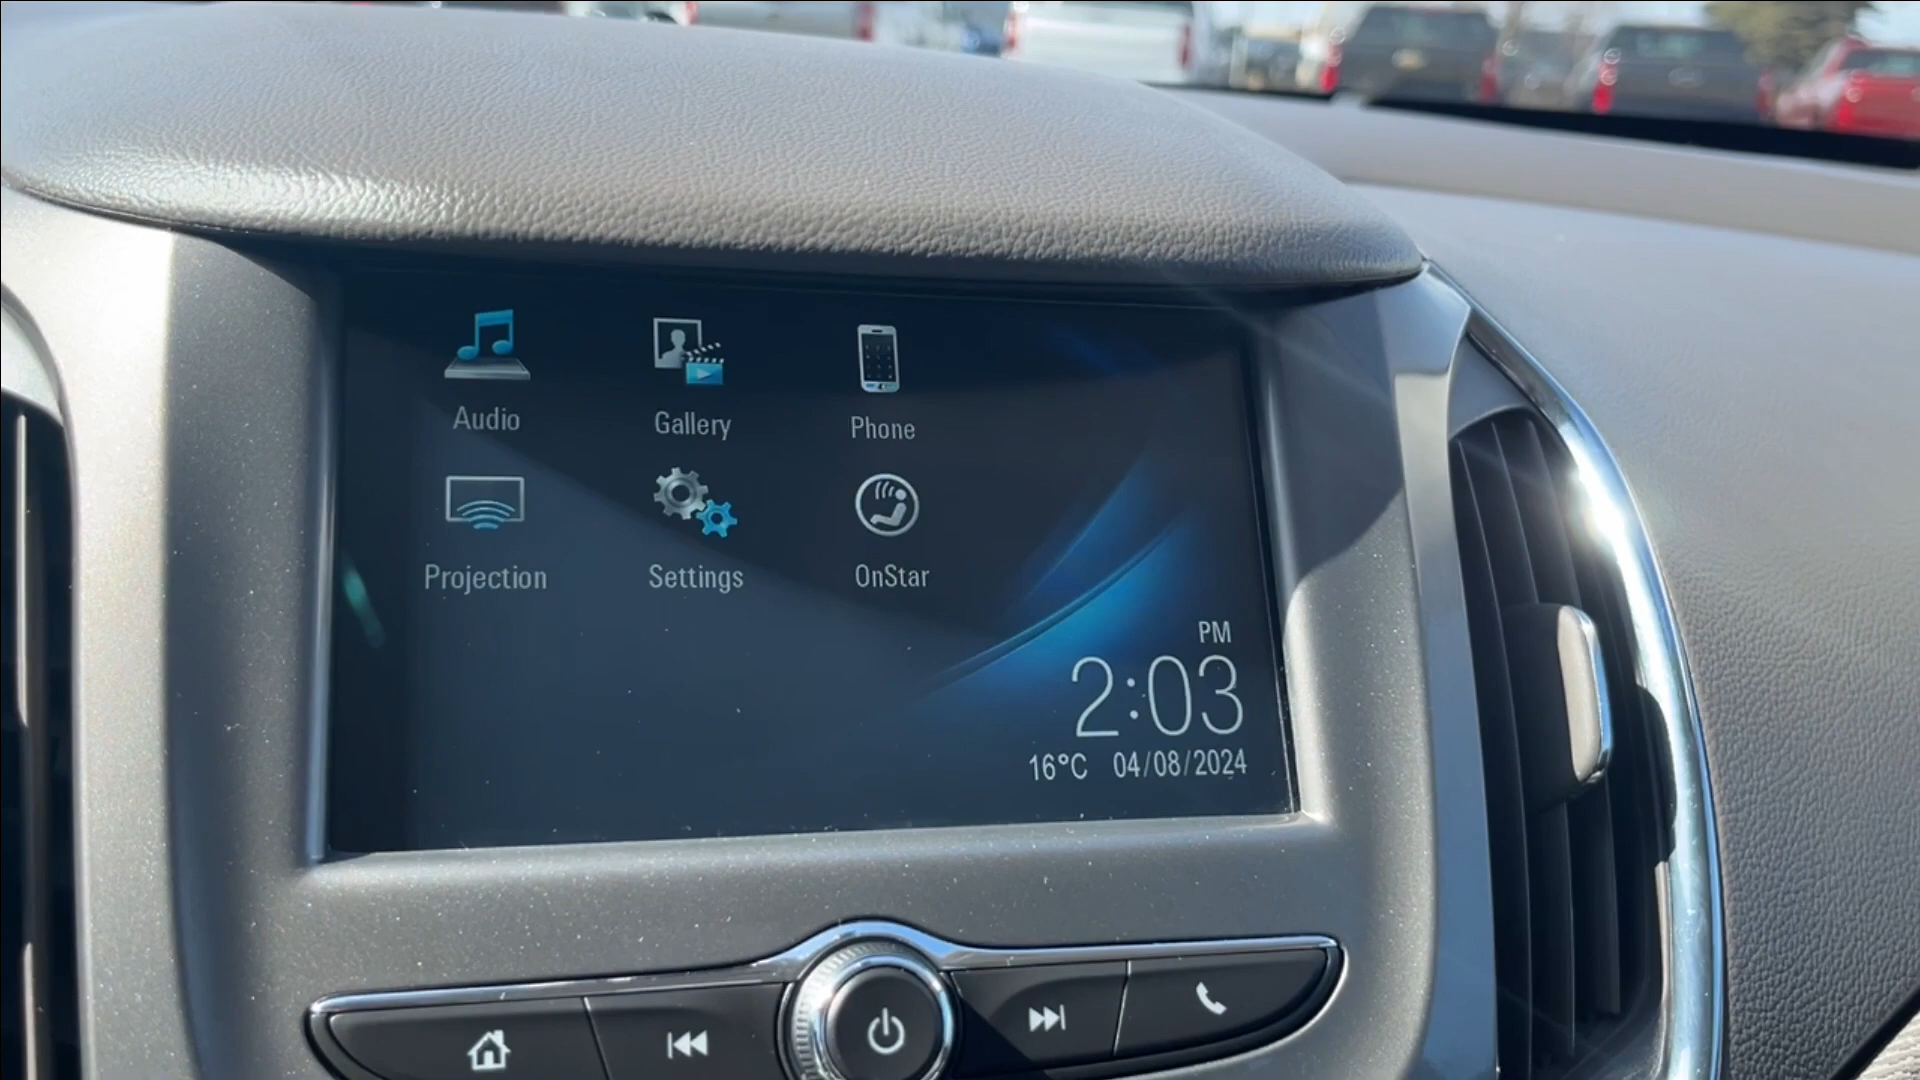 Audio
Gallery
Phone
Projection
Settings
OnStar
PM
2:03
16°C 04/08/2024